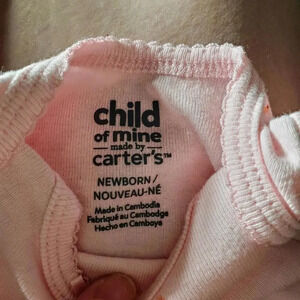 child
of mine
made by
carter's™
NEWBORN /
NOUVEAU-NÉ
Made in Cambodia
Fabriqué au Cambodge
Hecho en Camboya